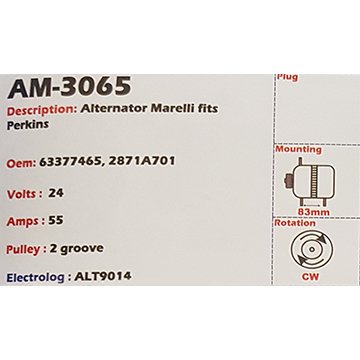 AM-3065
Description: Alternator Marelli fits
Perkins
Oem: 63377465, 2871A701
Volts : 24
Amps : 55
Pulley : 2 groove
Electrolog : ALT9014
Plug
Mounting
83mm
Rotation
CW